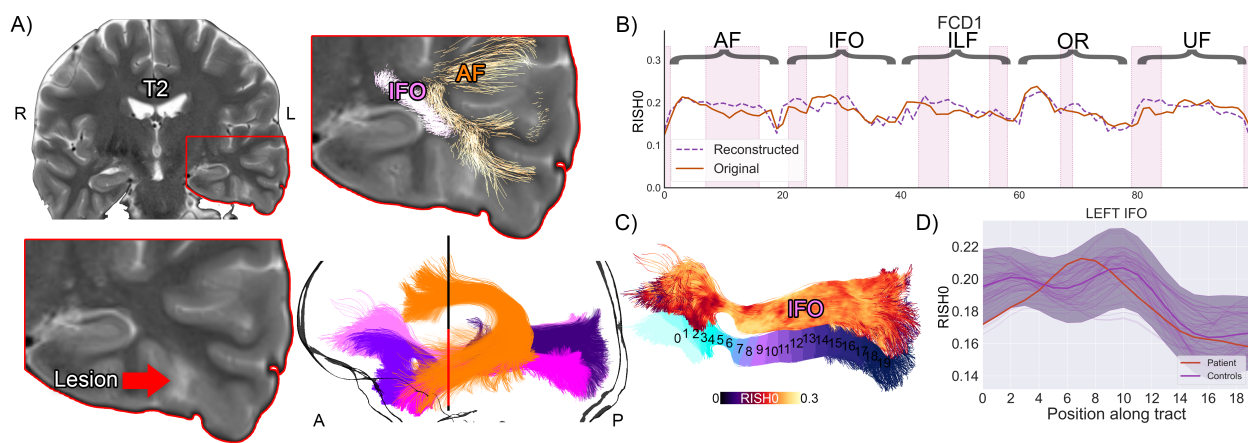 A)
T2
R
L
IFO
AF
Lesion
A
P
B)
FCD1
AF
IFO
ILF
OR
UF
RISH0
0.3
0.2
0.1
0.0
Reconstructed
Original
0
20
40
60
80
C)
IFO
0 1 2 3 4 5 6 7 8 9 10 11 12 13 14 15 16 17 18 19
0 RISH0 0.3
D)
LEFT IFO
RISH0
0.22
0.20
0.18
0.16
0.14
Patient
Controls
0 2 4 6 8 10 12 14 16 18
Position along tract